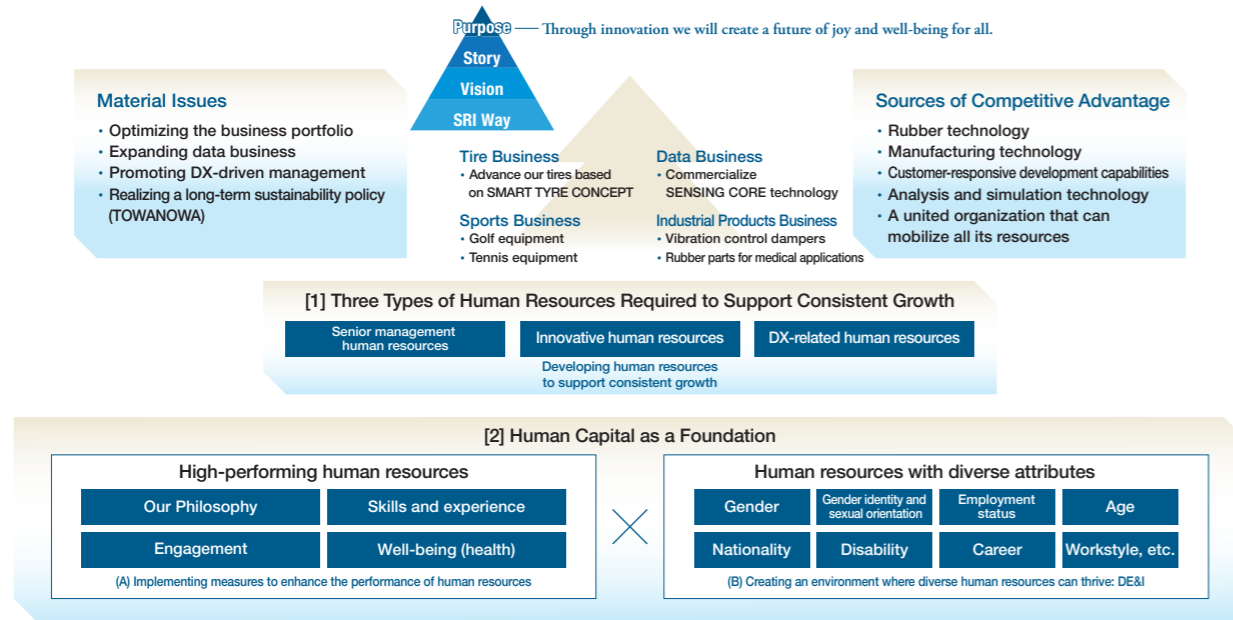 Purpose
Through innovation we will create a future of joy and well-being for all.
Story
Vision
SRI Way
Material Issues
• Optimizing the business portfolio
• Expanding data business
• Promoting DX-driven management
• Realizing a long-term sustainability policy
(TOWANOWA)
Tire Business
• Advance our tires based
on SMART TYRE CONCEPT
Data Business
• Commercialize
SENSING CORE technology
Sports Business
• Golf equipment
• Tennis equipment
Industrial Products Business
• Vibration control dampers
• Rubber parts for medical applications
Sources of Competitive Advantage
• Rubber technology
• Manufacturing technology
• Customer-responsive development capabilities
• Analysis and simulation technology
• A united organization that can
mobilize all its resources
[1] Three Types of Human Resources Required to Support Consistent Growth
Senior management
human resources
Innovative human resources
DX-related human resources
Developing human resources
to support consistent growth
[2] Human Capital as a Foundation
High-performing human resources
Our Philosophy
Skills and experience
Engagement
Well-being (health)
(A) Implementing measures to enhance the performance of human resources
Human resources with diverse attributes
Gender
Gender identity and
sexual orientation
Employment
status
Age
Nationality
Disability
Career
Workstyle, etc.
(B) Creating an environment where diverse human resources can thrive: DE&I